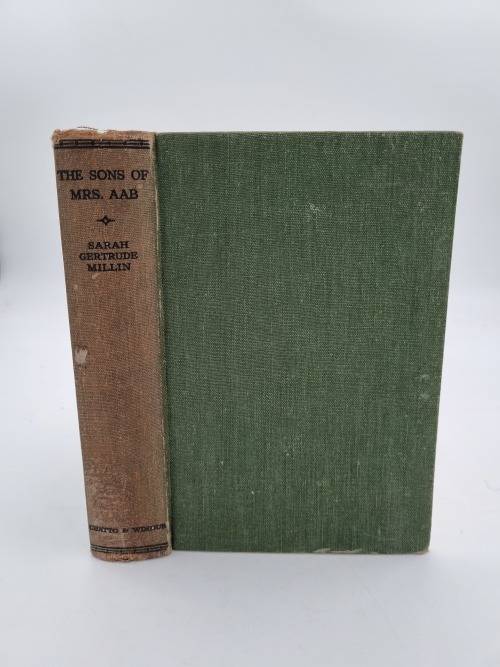 THE SONS OF
MRS. AAB
SARAH
GERTRUDE
MILLIN
CHATTO & WINDUS